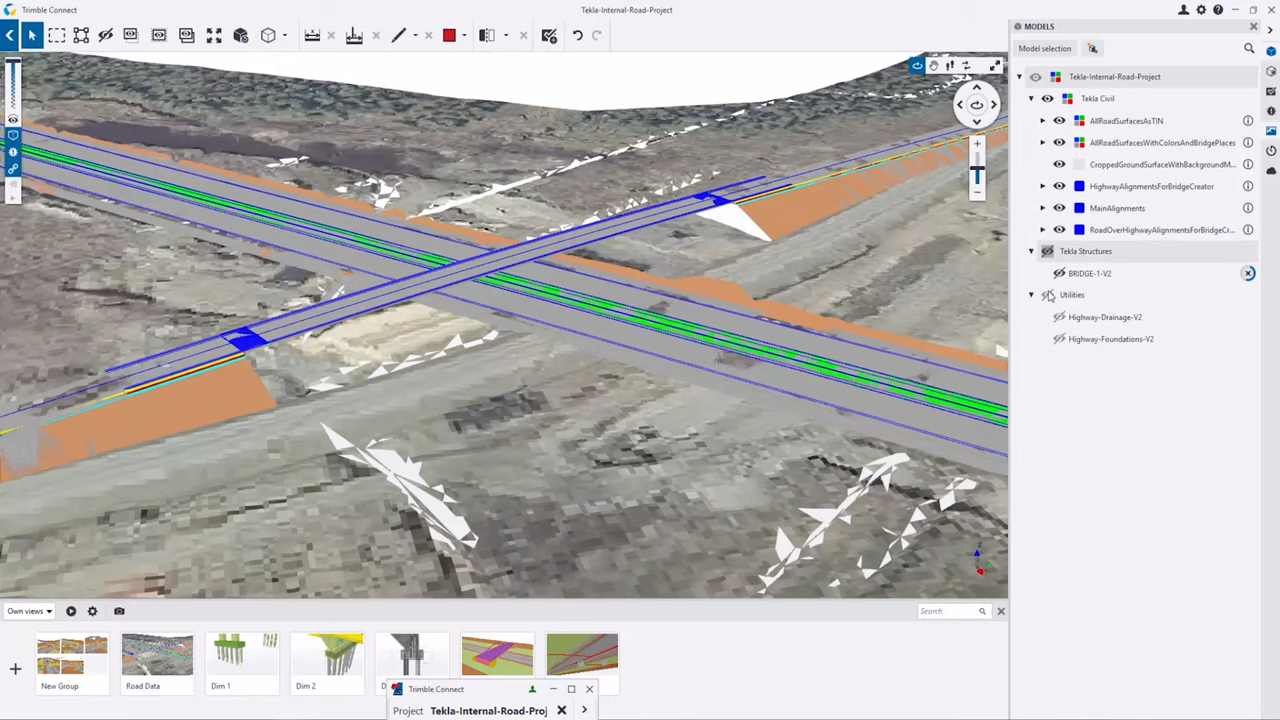 Trimble Connect
Tekla-Internal-Road-Project
MODELS
Model selection
Tekla-Internal-Road-Project
Tekla Civil
AllRoadSurfacesAsTIN
AllRoadSurfacesWithColorsAndBridgePlaces
CroppedGroundSurfaceWithBackgroundM...
HighwayAlignmentsForBridgeCreator
MainAlignments
RoadOverHighwayAlignmentsForBridgeCr...
Tekla Structures
BRIDGE-1-V2
Utilities
Highway-Drainage-V2
Highway-Foundations-V2
Z
Own views
Search
New Group
Road Data
Dim 1
Dim 2
D
Trimble Connect
Project Tekla-Internal-Road-Proj